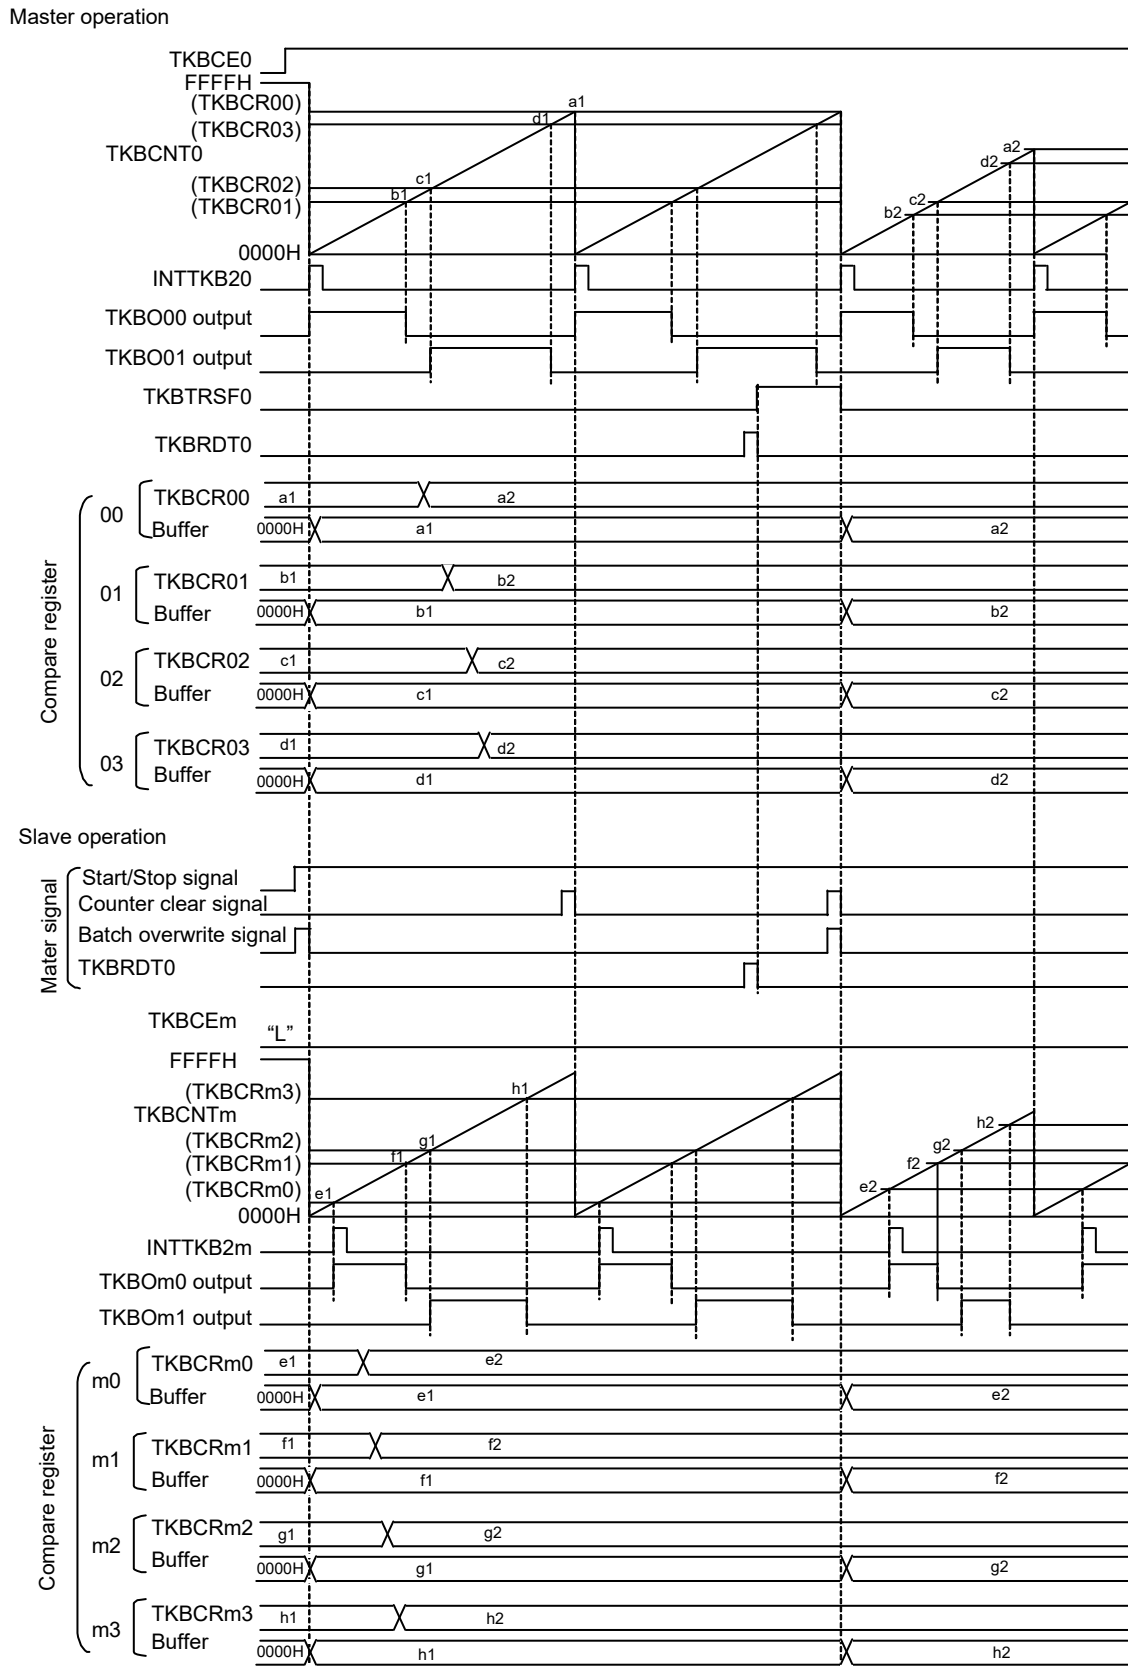 Master operation
TKBCE0
FFFFH
(TKBCR00)
a1
d1
(TKBCR03)
TKBCNT0
a2
d2
(TKBCR02)
c1
b1
(TKBCR01)
c2
b2
0000H
INTTKB20
TKBO00 output
TKBO01 output
TKBTRSF0
TKBRDT0
Compare register
00
TKBCR00
a1
a2
Buffer
0000H
a1
a2
01
TKBCR01
b1
b2
Buffer
0000H
b1
b2
02
TKBCR02
c1
c2
Buffer
0000H
c1
c2
03
TKBCR03
d1
d2
Buffer
0000H
d1
d2
Slave operation
Mater signal
Start/Stop signal
Counter clear signal
Batch overwrite signal
TKBRDT0
TKBCEm
“L”
FFFFH
(TKBCRm3)
h1
TKBCNTm
h2
(TKBCRm2)
g1
g2
(TKBCRm1)
f1
f2
(TKBCRm0)
e1
e2
0000H
INTTKB2m
TKBOm0 output
TKBOm1 output
Compare register
m0
TKBCRm0
e1
e2
Buffer
0000H
e1
e2
m1
TKBCRm1
f1
f2
Buffer
0000H
f1
f2
m2
TKBCRm2
g1
g2
Buffer
0000H
g1
g2
m3
TKBCRm3
h1
h2
Buffer
0000H
h1
h2